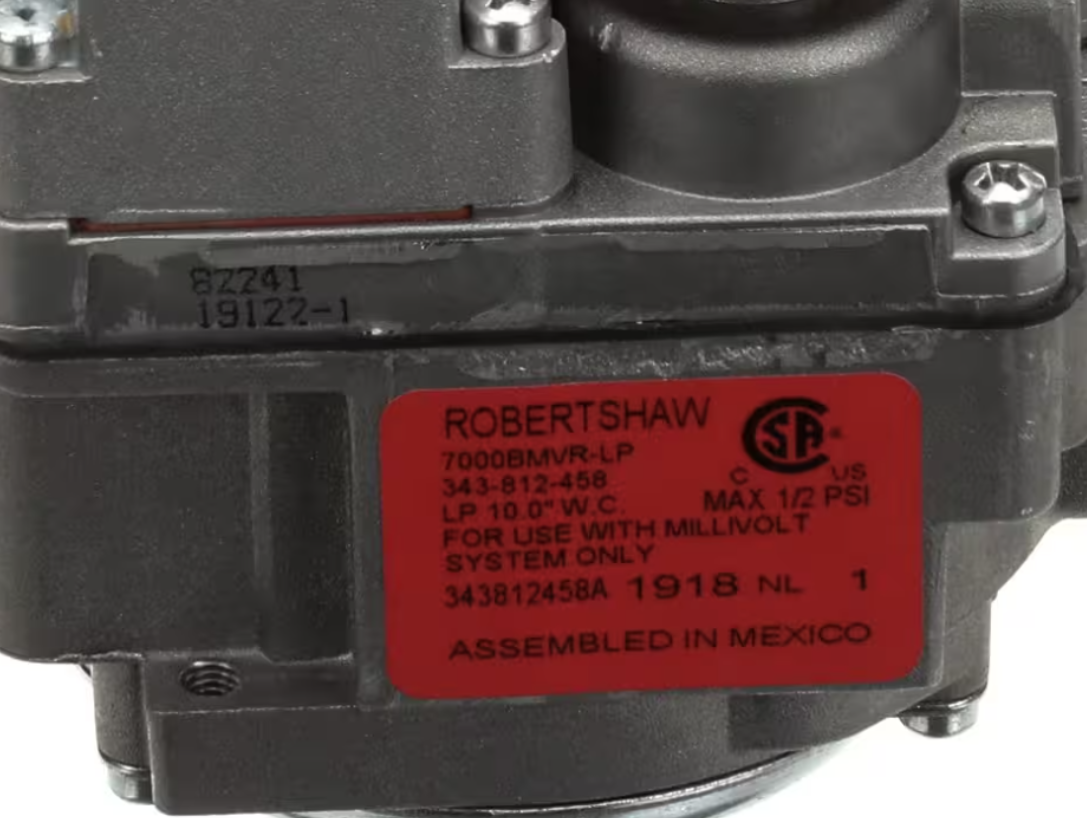 82241
19122-1
ROBERTSHAW
7000BMVR-LP
343-812-458
LP 10.0" W.C.
CSA®
C US
MAX 1/2 PSI
FOR USE WITH MILLIVOLT
SYSTEM ONLY
343812458A 1918 NL 1
ASSEMBLED IN MEXICO